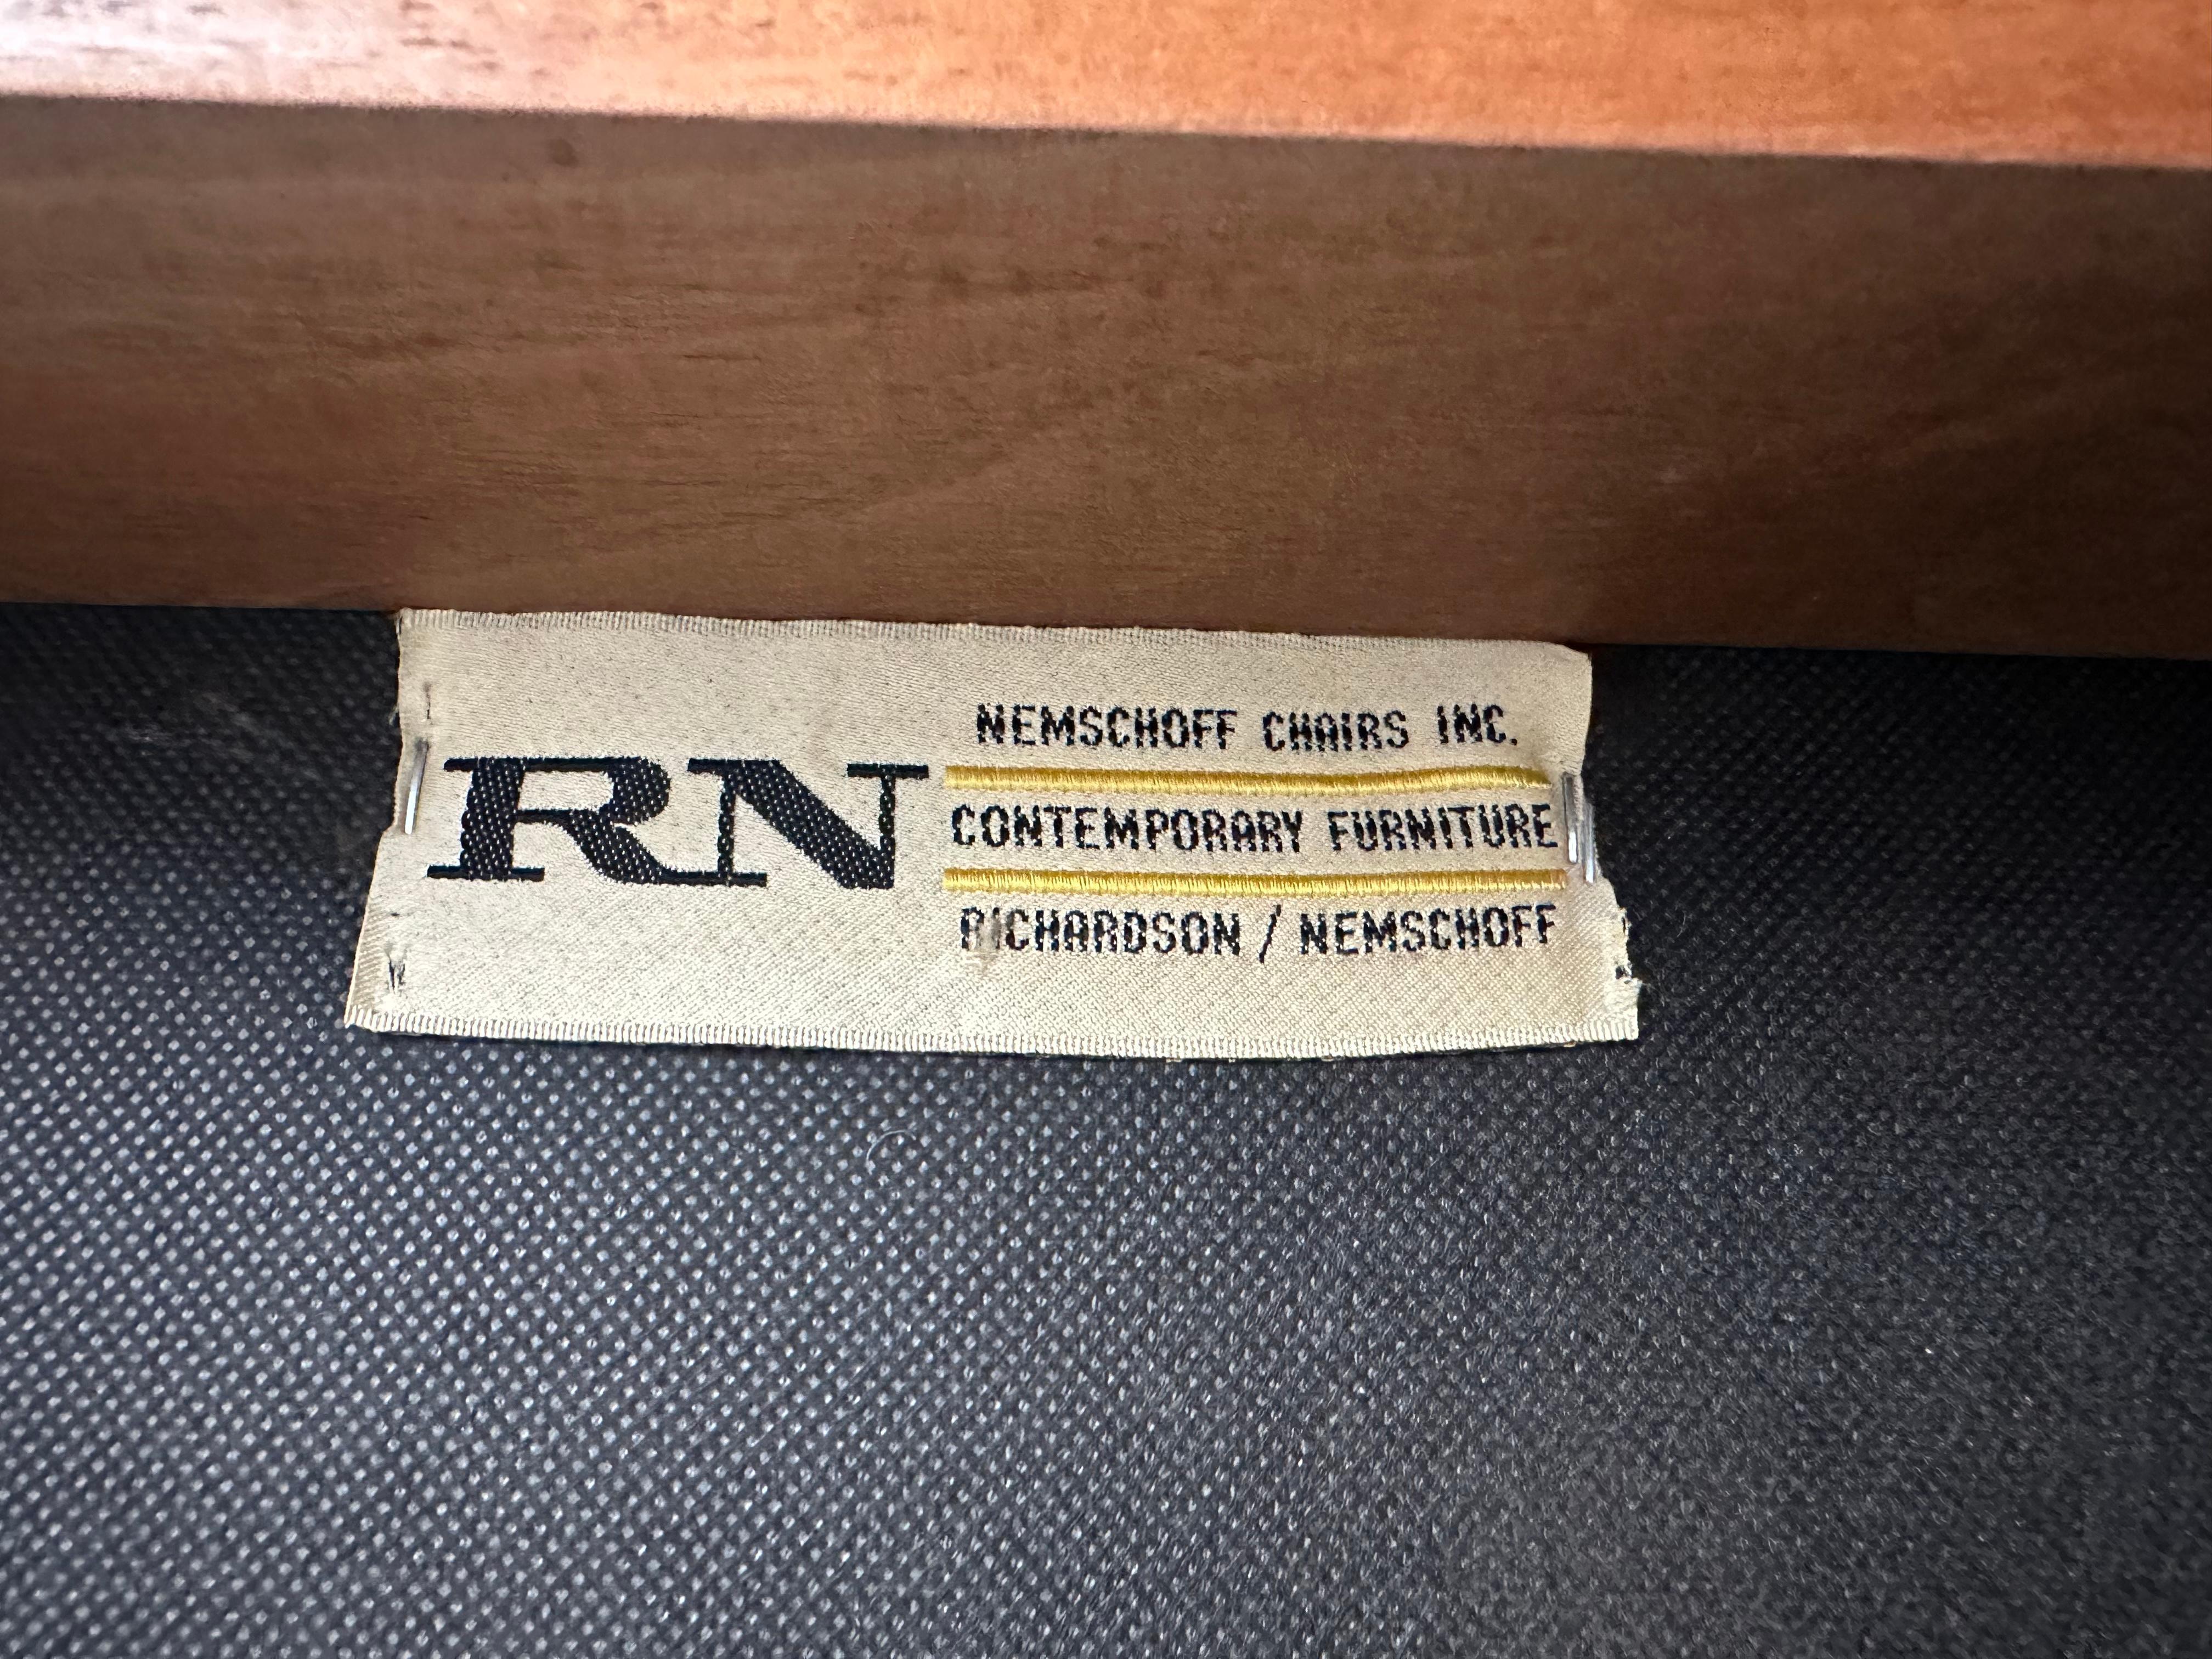 RN
NEMSCHOFF CHAIRS INC.
CONTEMPORARY FURNITURE
RICHARDSON / NEMSCHOFF